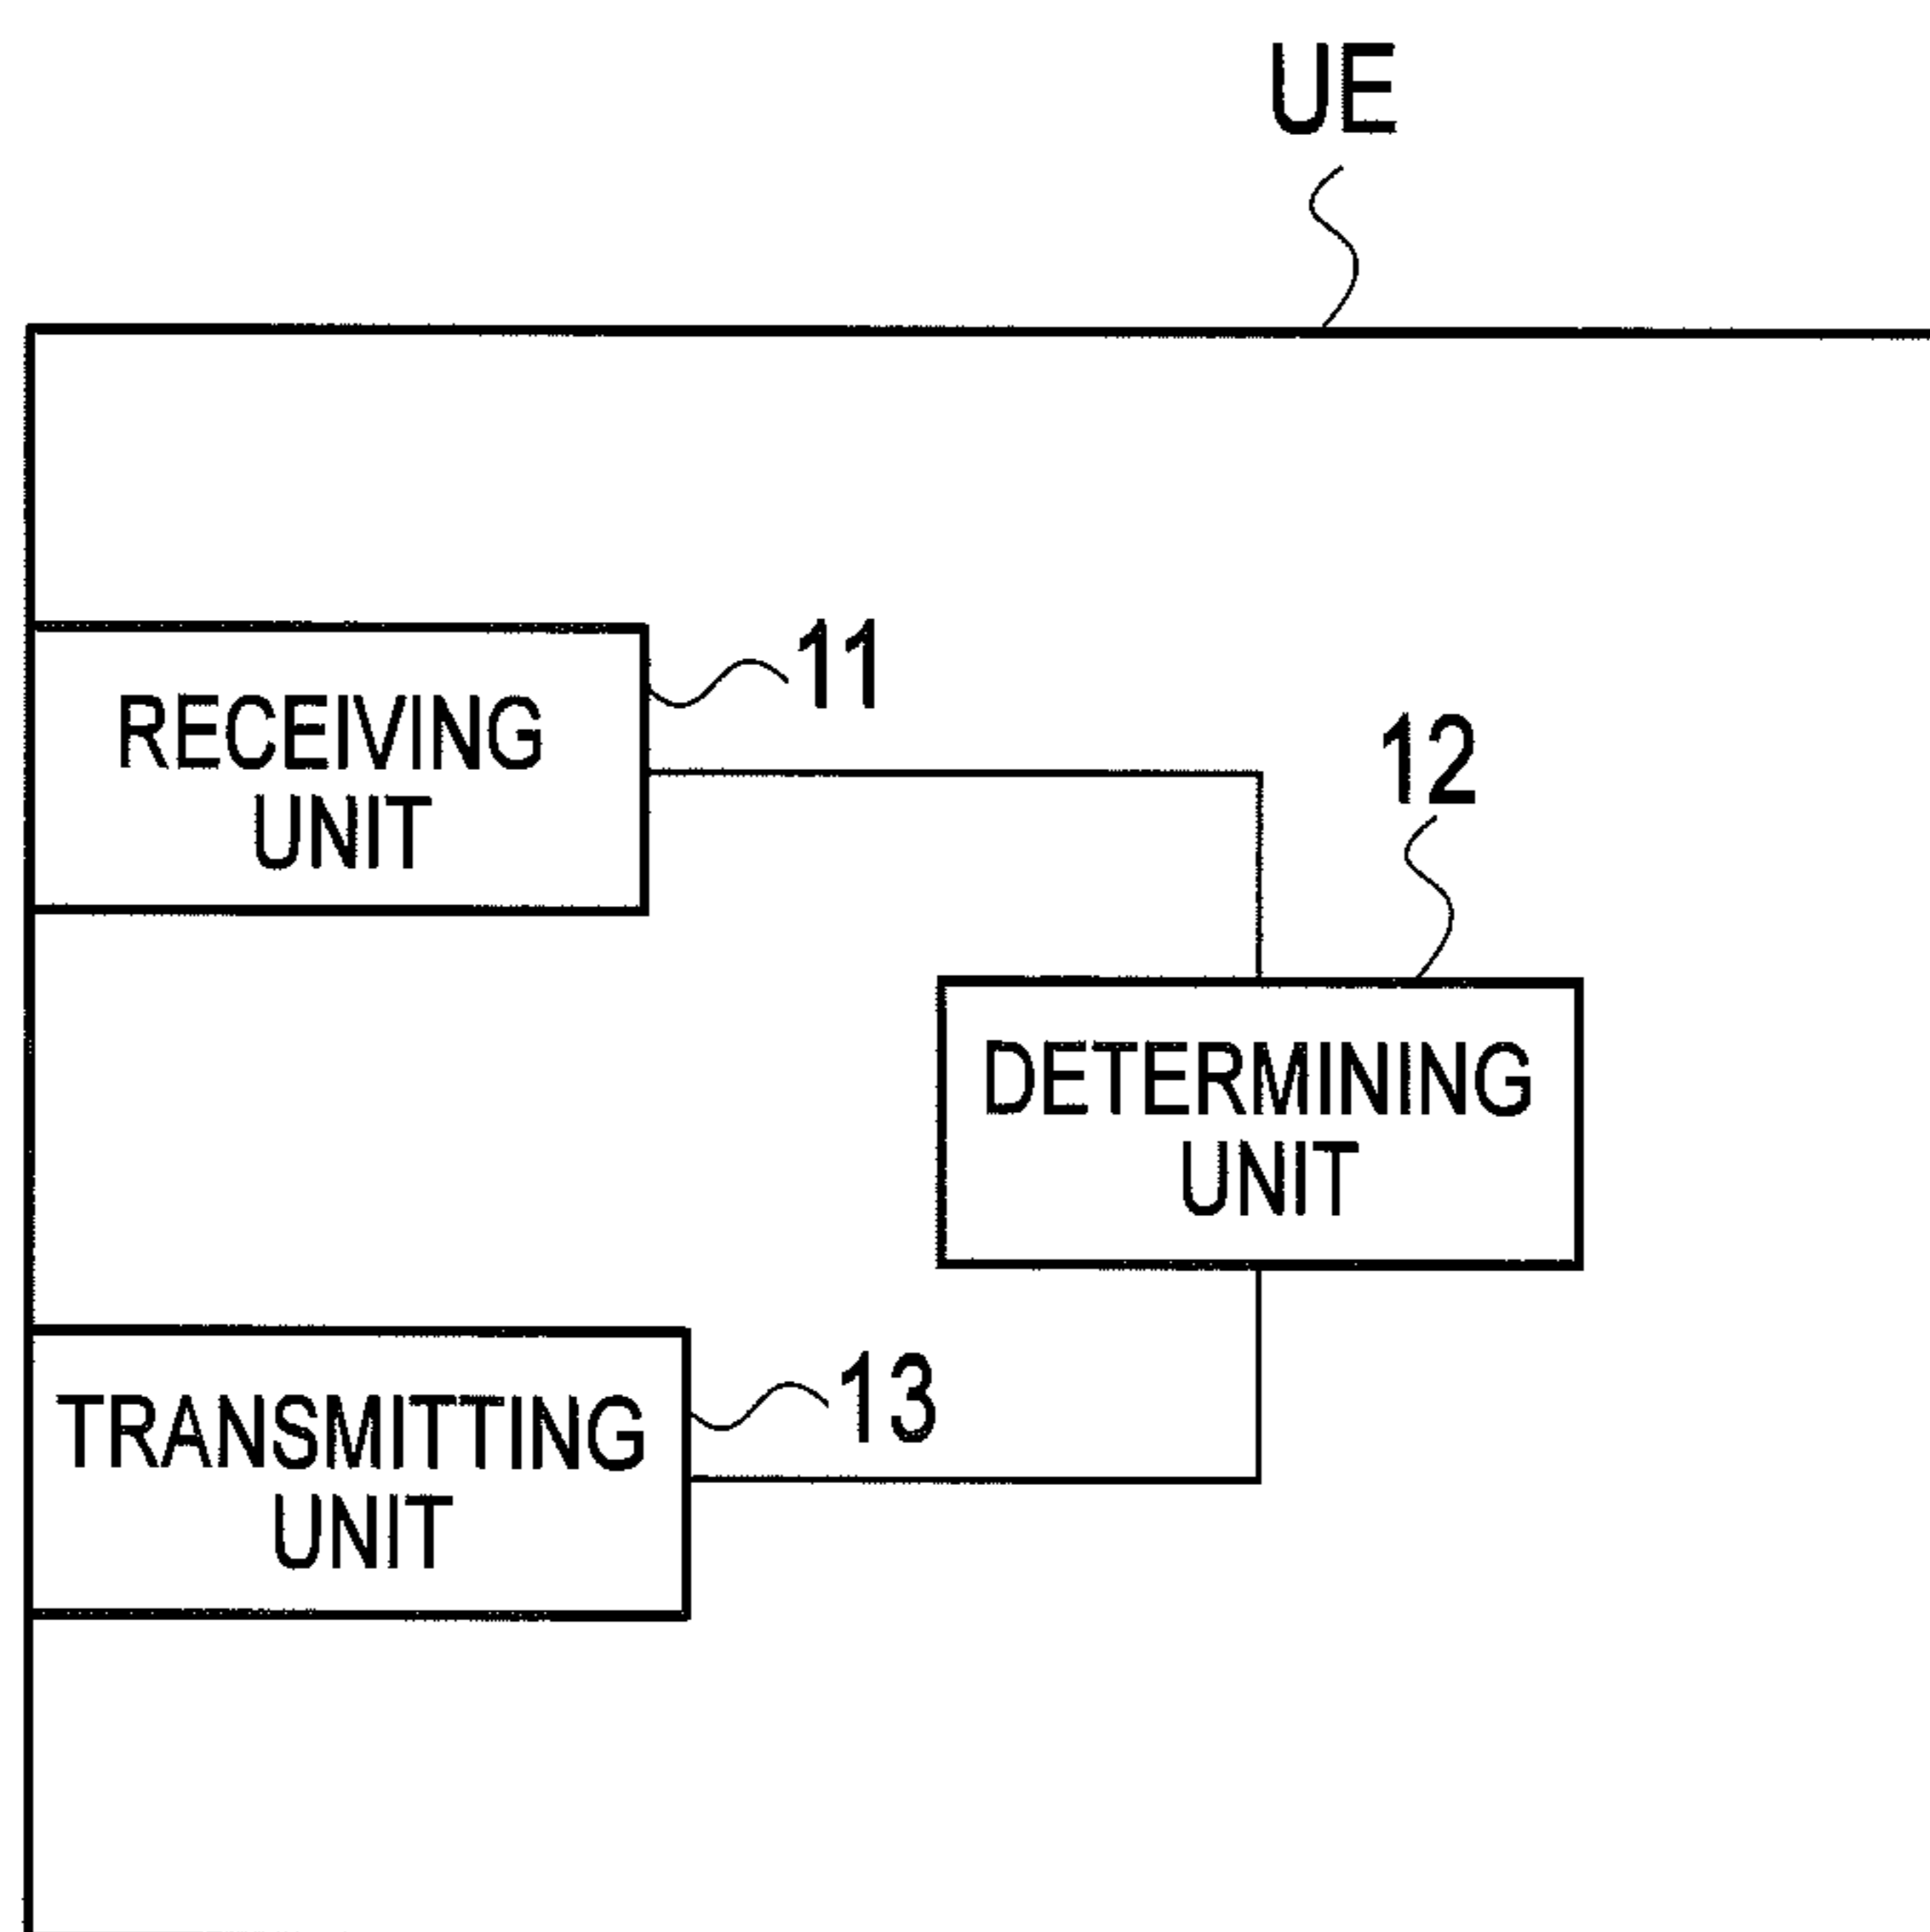 UE
11
RECEIVING
UNIT
12
DETERMINING
UNIT
13
TRANSMITTING
UNIT